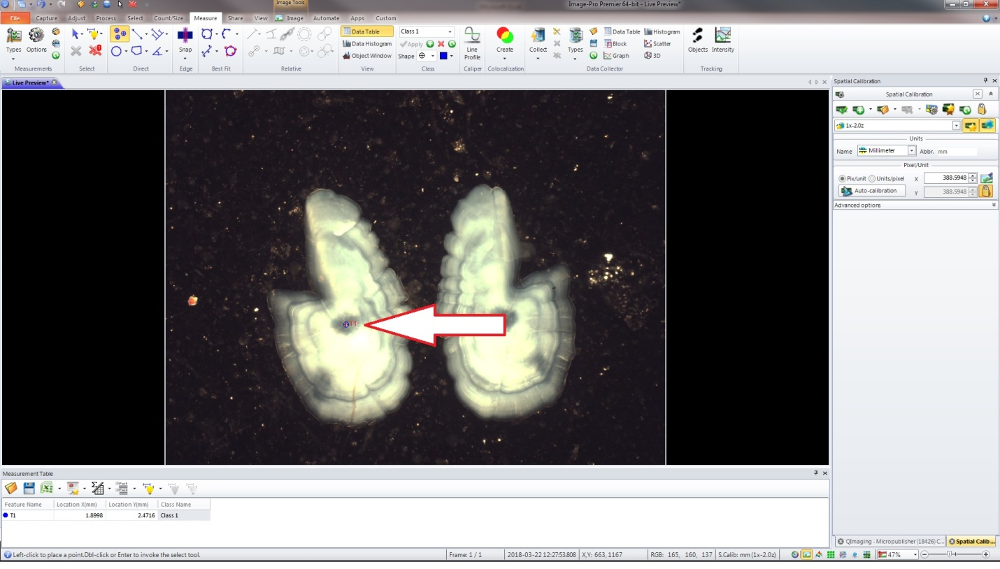 Image Tools
Image-Pro Premier 64-bit - Live Preview*
File Capture Adjust Process Select Count/Size Measure Share View Image Automate Apps Custom
Types Options Snap Data Table Class 1 Line Profile Create Collect Types Data Table Histogram Objects Intensity
Data Histogram Apply Block Scatter
Object Window Shape Graph 3D
Measurements Select Direct Edge Best Fit Relative View Class Caliper Colocalization Data Collector Tracking
Live Preview*
Spatial Calibration
Spatial Calibration
1x-2.0z
Units
Name Millimeter Abbr. mm
Pixel/Unit
Pix/unit Units/pixel X 388.5948
Auto-calibration Y 388.5948
Advanced options
T1
Measurement Table
Feature Name Location X(mm) Location Y(mm) Class Name
T1 1.8998 2.4716 Class 1
QImaging - Micropublisher (18426) C... Spatial Calib...
Left-click to place a point.Dbl-click or Enter to invoke the select tool. Frame: 1 / 1 2018-03-22 12:27:53.808 X,Y: 663, 1167 RGB: 165, 160, 137 S.Calib: mm (1x-2.0z) 47%